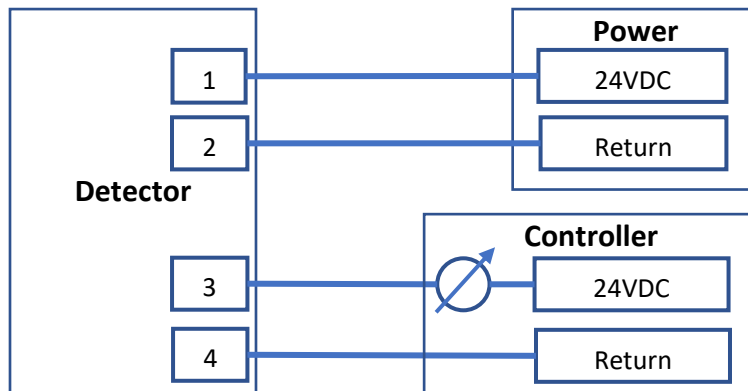 Power
1
24VDC
2
Return
Detector
Controller
3
24VDC
4
Return